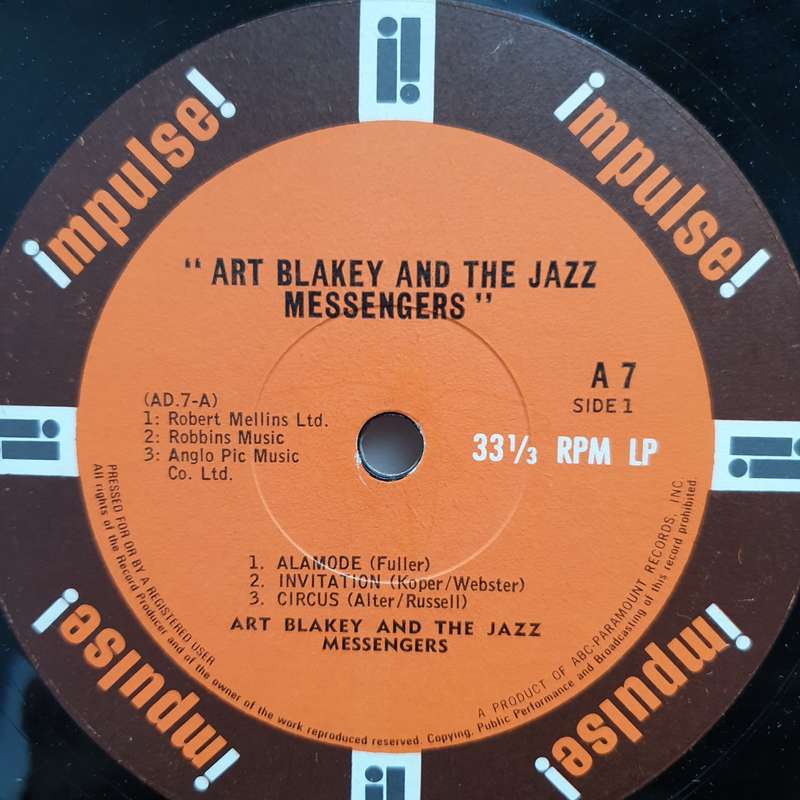 impulse!
impulse!
" ART BLAKEY AND THE JAZZ
MESSENGERS "
A 7
SIDE 1
(AD.7-A)
1: Robert Mellins Ltd.
2: Robbins Music
3: Anglo Pic Music
Co. Ltd.
33⅓ RPM LP
1. ALAMODE (Fuller)
2. INVITATION (Koper/Webster)
3. CIRCUS (Alter/Russell)
ART BLAKEY AND THE JAZZ
MESSENGERS
PRESSED FOR OR BY A REGISTERED USER
All rights of the Record Producer and of the owner of the work reproduced reserved. Copying, Public Performance and Broadcasting of this record prohibited.
A PRODUCT OF ABC-PARAMOUNT RECORDS, INC.
impulse!
impulse!